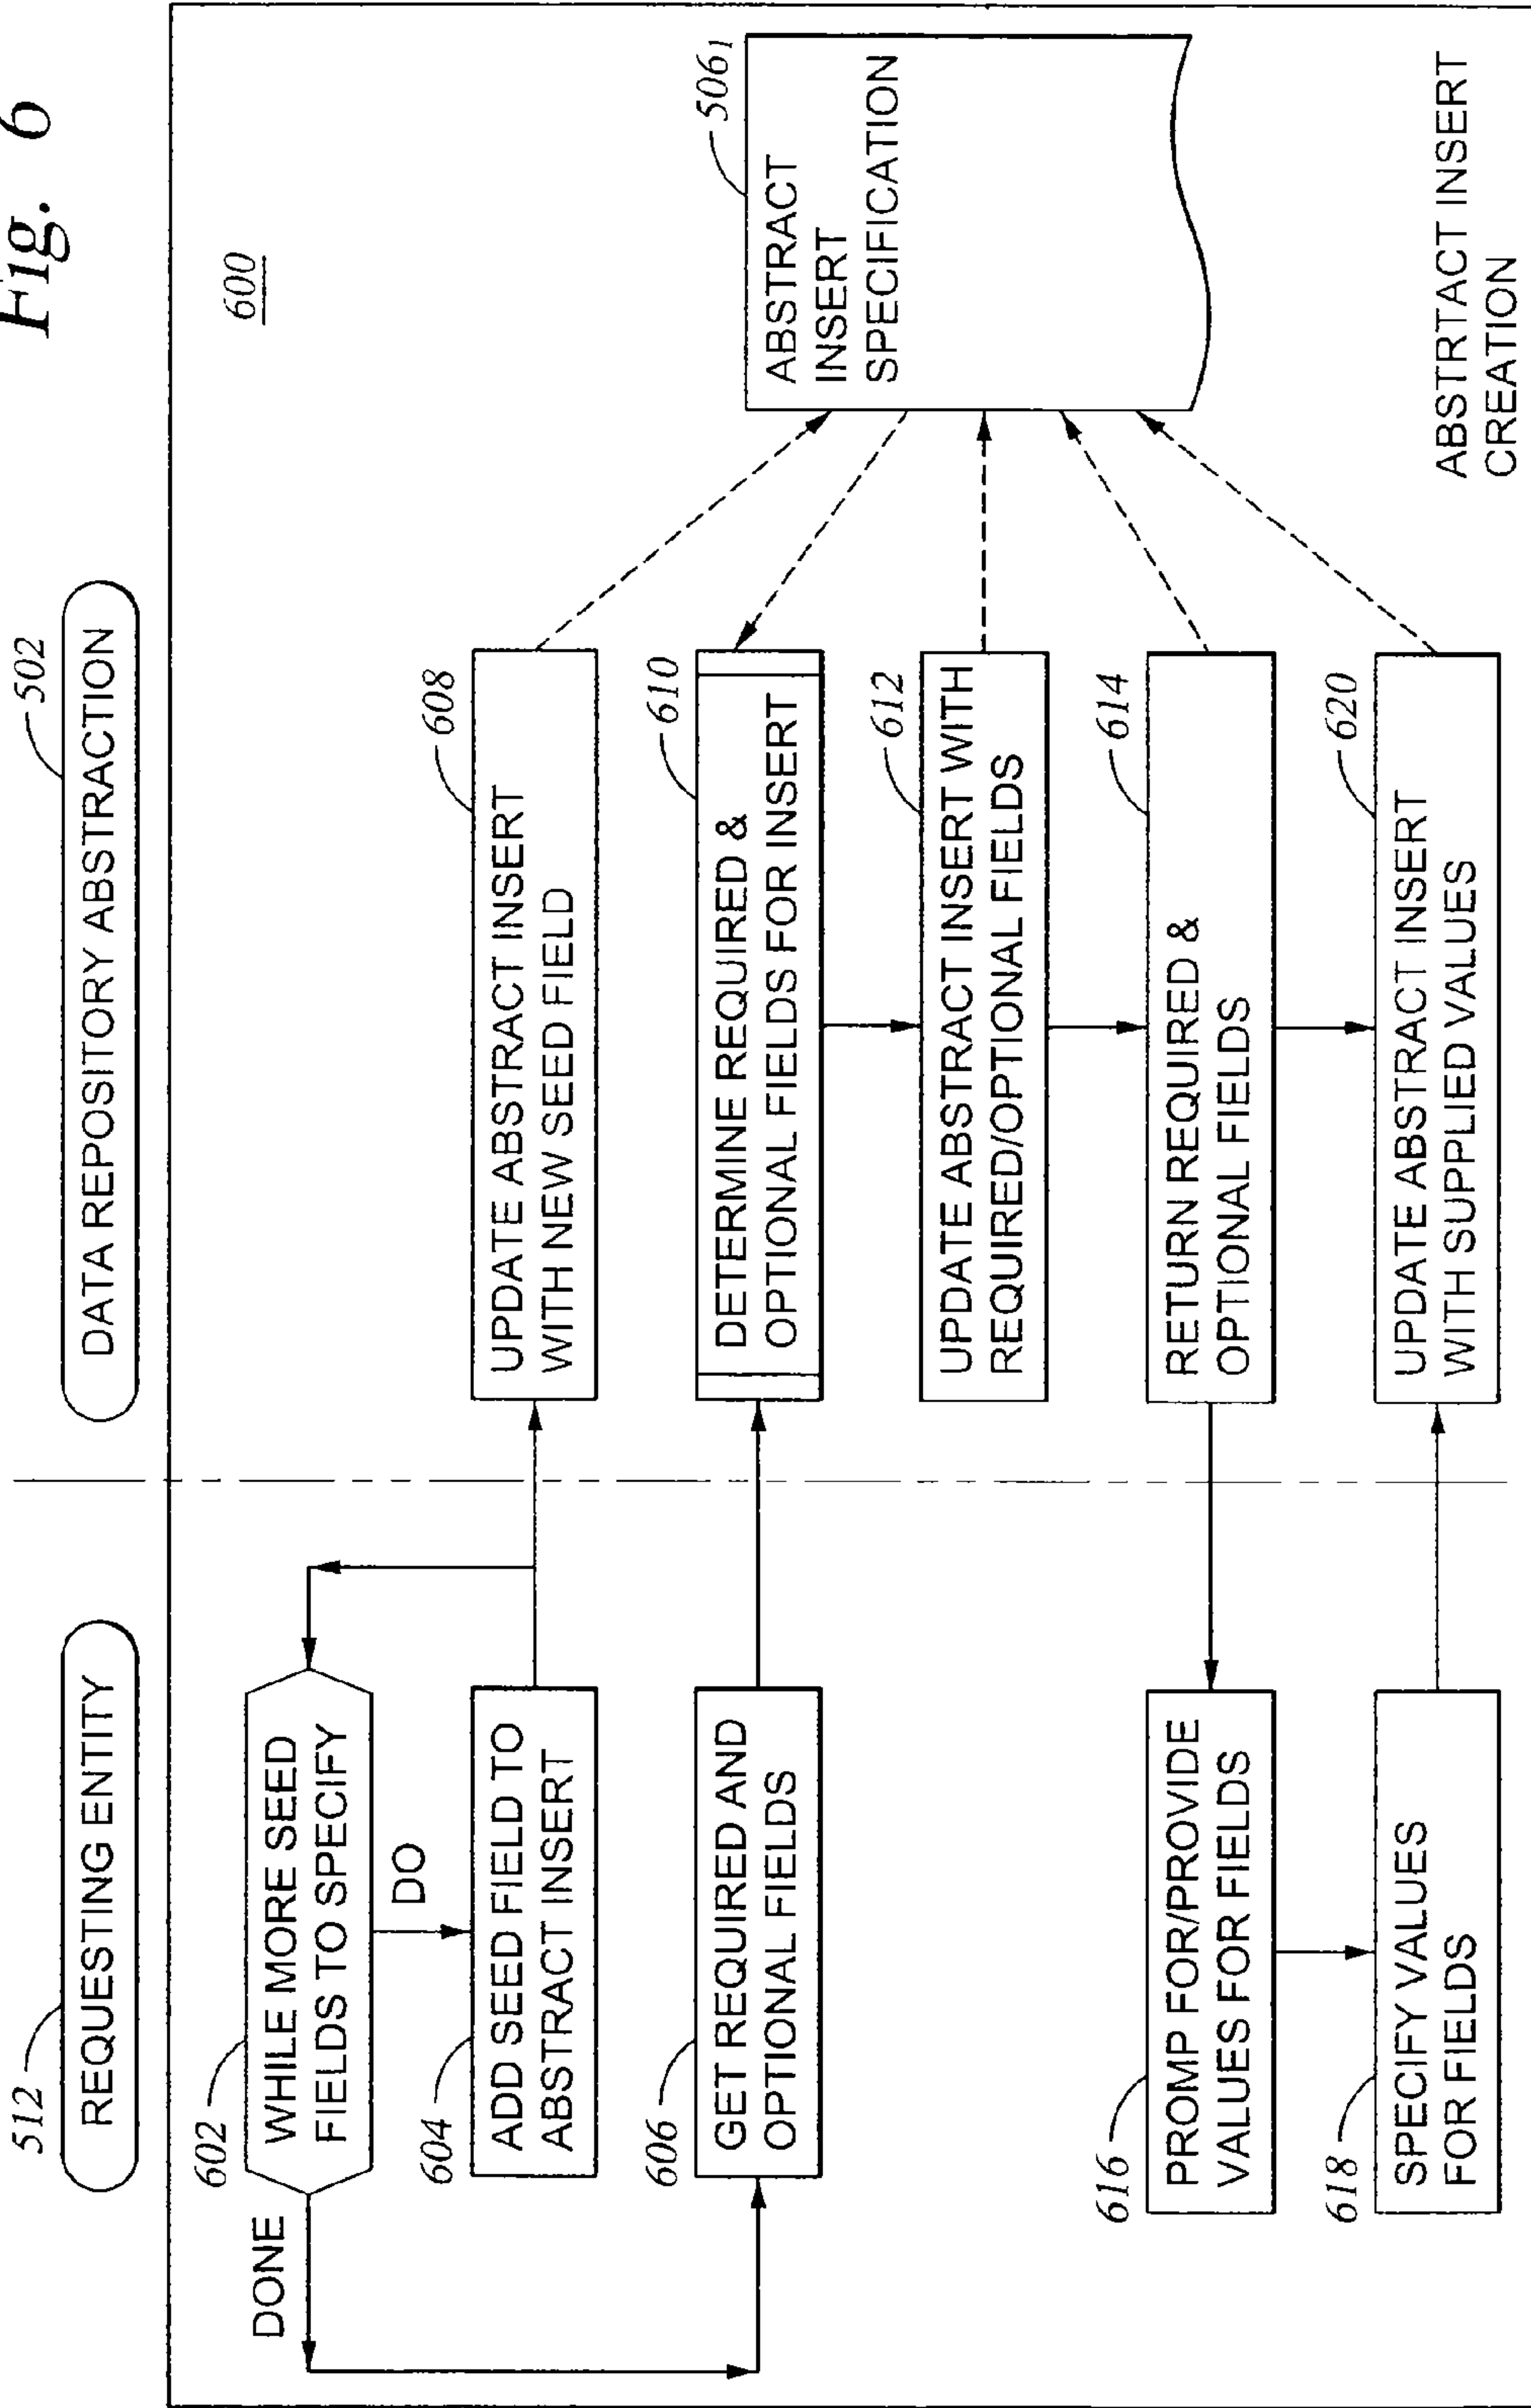 Fig. 6
512
REQUESTING ENTITY
502
DATA REPOSITORY ABSTRACTION
600
602
WHILE MORE SEED
FIELDS TO SPECIFY
DONE
DO
604
ADD SEED FIELD TO
ABSTRACT INSERT
608
UPDATE ABSTRACT INSERT
WITH NEW SEED FIELD
506₁
ABSTRACT
INSERT
SPECIFICATION
606
GET REQUIRED AND
OPTIONAL FIELDS
610
DETERMINE REQUIRED &
OPTIONAL FIELDS FOR INSERT
612
UPDATE ABSTRACT INSERT WITH
REQUIRED/OPTIONAL FIELDS
616
PROMP FOR/PROVIDE
VALUES FOR FIELDS
614
RETURN REQUIRED &
OPTIONAL FIELDS
618
SPECIFY VALUES
FOR FIELDS
620
UPDATE ABSTRACT INSERT
WITH SUPPLIED VALUES
ABSTRTACT INSERT
CREATION